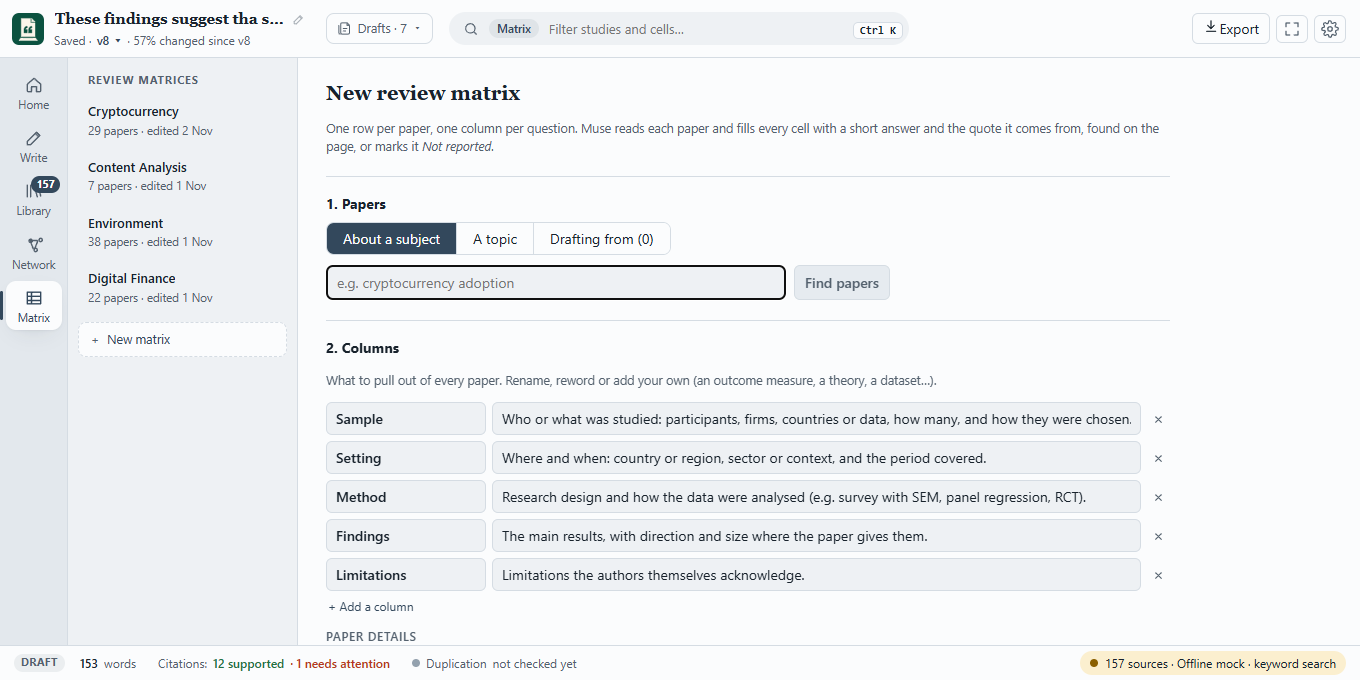 These findings suggest tha s...
Saved · v8 · 57% changed since v8
Drafts · 7
Matrix Filter studies and cells... Ctrl K
Export
Home
Write
157
Library
Network
Matrix
REVIEW MATRICES
Cryptocurrency
29 papers · edited 2 Nov
Content Analysis
7 papers · edited 1 Nov
Environment
38 papers · edited 1 Nov
Digital Finance
22 papers · edited 1 Nov
+ New matrix
New review matrix
One row per paper, one column per question. Muse reads each paper and fills every cell with a short answer and the quote it comes from, found on the
page, or marks it Not reported.
1. Papers
About a subject A topic Drafting from (0)
e.g. cryptocurrency adoption Find papers
2. Columns
What to pull out of every paper. Rename, reword or add your own (an outcome measure, a theory, a dataset...).
Sample Who or what was studied: participants, firms, countries or data, how many, and how they were chosen. ×
Setting Where and when: country or region, sector or context, and the period covered. ×
Method Research design and how the data were analysed (e.g. survey with SEM, panel regression, RCT). ×
Findings The main results, with direction and size where the paper gives them. ×
Limitations Limitations the authors themselves acknowledge. ×
+ Add a column
PAPER DETAILS
DRAFT 153 words Citations: 12 supported · 1 needs attention Duplication not checked yet 157 sources · Offline mock · keyword search